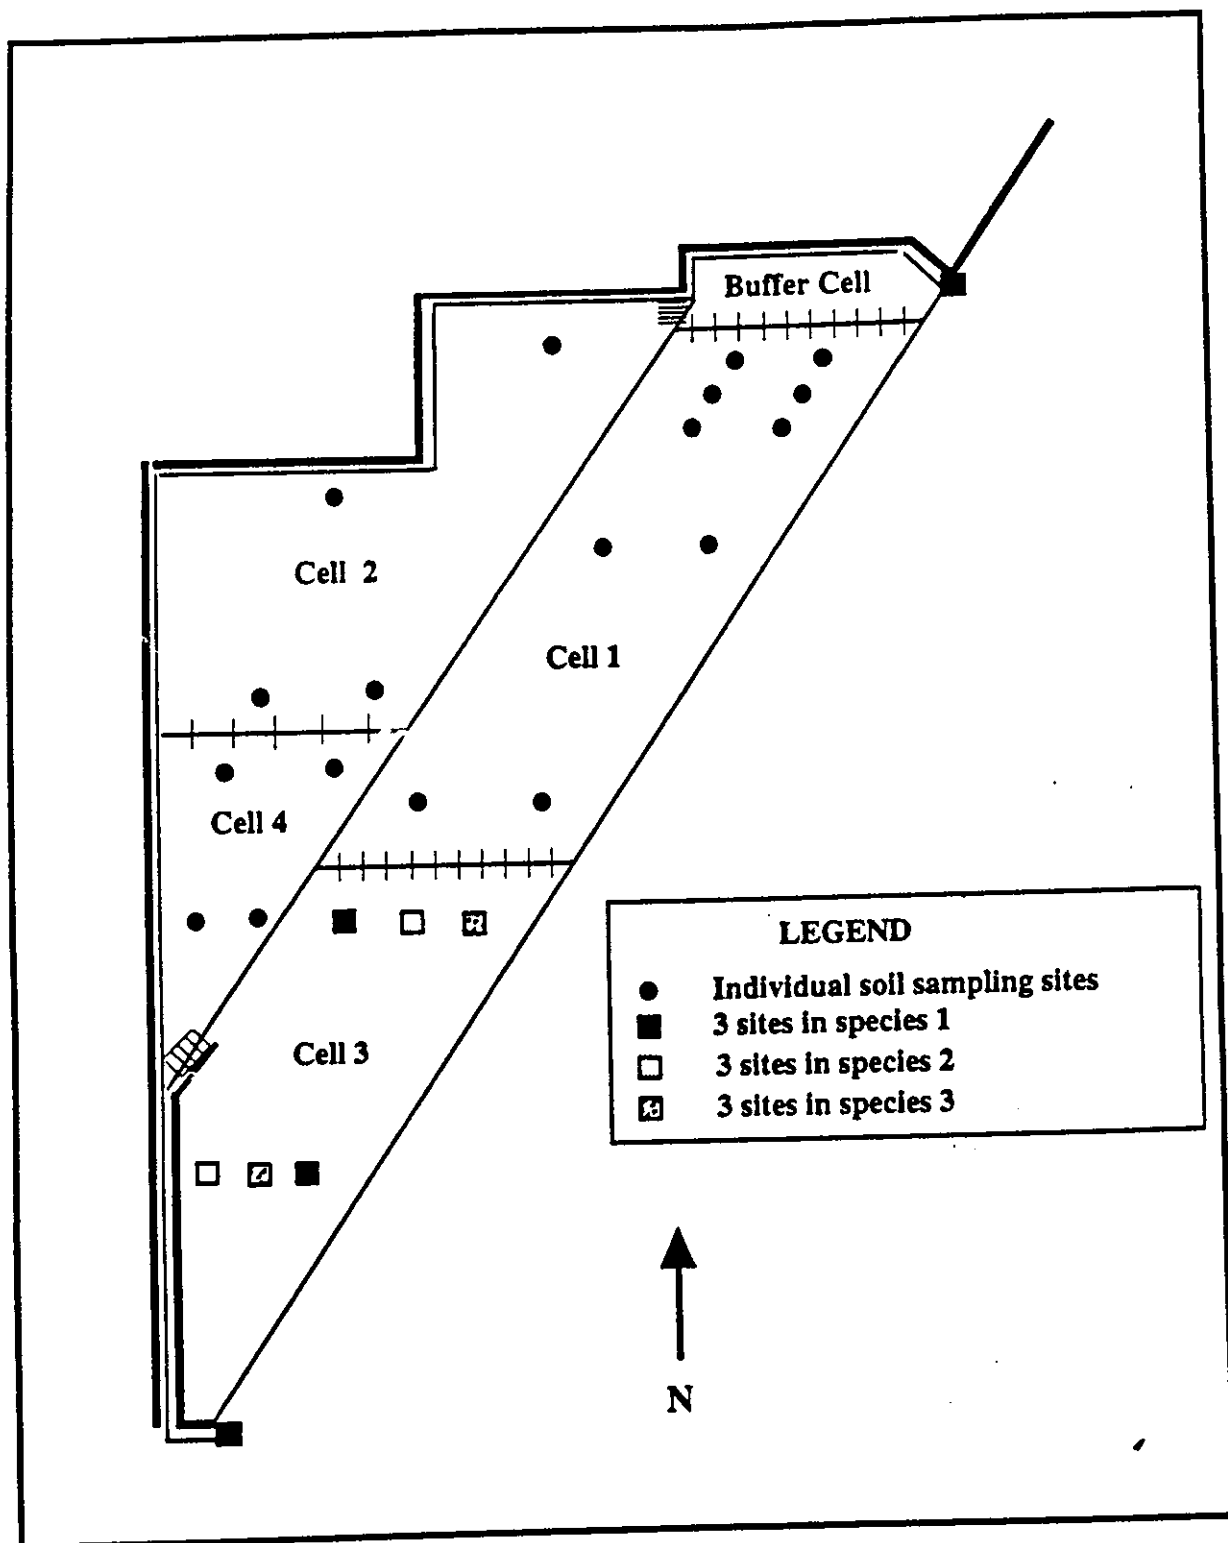 Buffer Cell
Cell 2
Cell 1
Cell 4
Cell 3
LEGEND
Individual soil sampling sites
3 sites in species 1
3 sites in species 2
3 sites in species 3
N